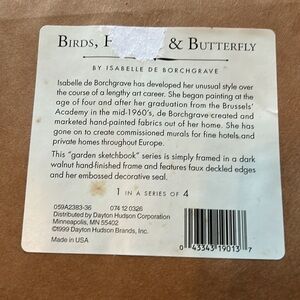 BIRDS, F & BUTTERFLY
BY ISABELLE DE BORCHGRAVE
Isabelle de Borchgrave has developed her unusual style over
the course of a lengthy art career. She began painting at the
age of four and after her graduation from the Brussels'
Academy in the mid-1960's, de Borchgrave created and
marketed hand-painted fabrics out of her home. She has
gone on to create commissioned murals for fine hotels and
private homes throughout Europe.
This "garden sketchbook" series is simply framed in a dark
walnut hand-finished frame and features faux deckled edges
and her embossed decorative seal.
1 IN A SERIES OF 4
059A2383-36 074 12 0326
Distributed by Dayton Hudson Corporation
Minneapolis, MN 55402
©1999 Dayton Hudson Brands, Inc.
Made in USA
0 43343 19013 7